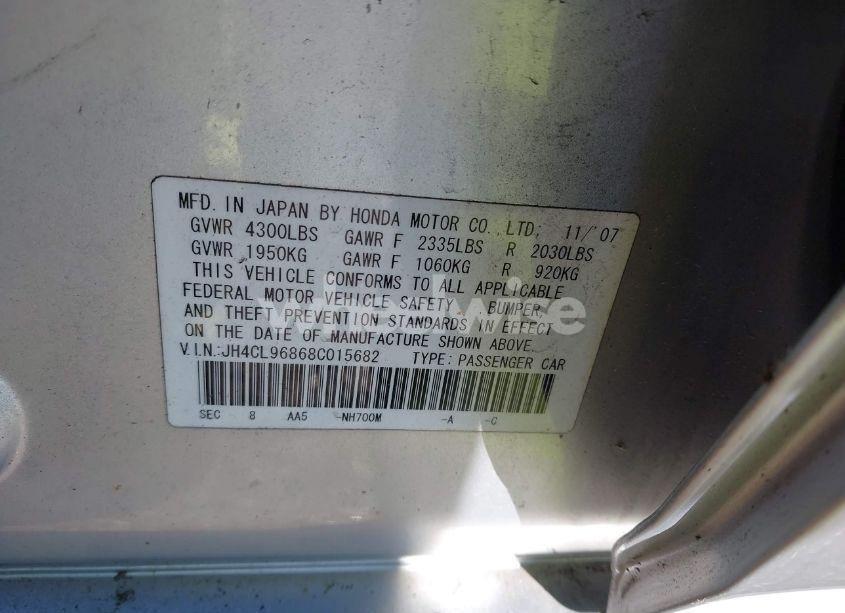 MFD. IN JAPAN BY HONDA MOTOR CO., LTD; 11/'07
GVWR 4300LBS GAWR F 2335LBS R 2030LBS
GVWR 1950KG GAWR F 1060KG R 920KG
THIS VEHICLE CONFORMS TO ALL APPLICABLE
FEDERAL MOTOR VEHICLE SAFETY, BUMPER,
AND THEFT PREVENTION STANDARDS IN EFFECT
ON THE DATE OF MANUFACTURE SHOWN ABOVE.
V.I.N.:JH4CL96868C015682 TYPE: PASSENGER CAR
SEC 8 AA5 -NH700M -A -C